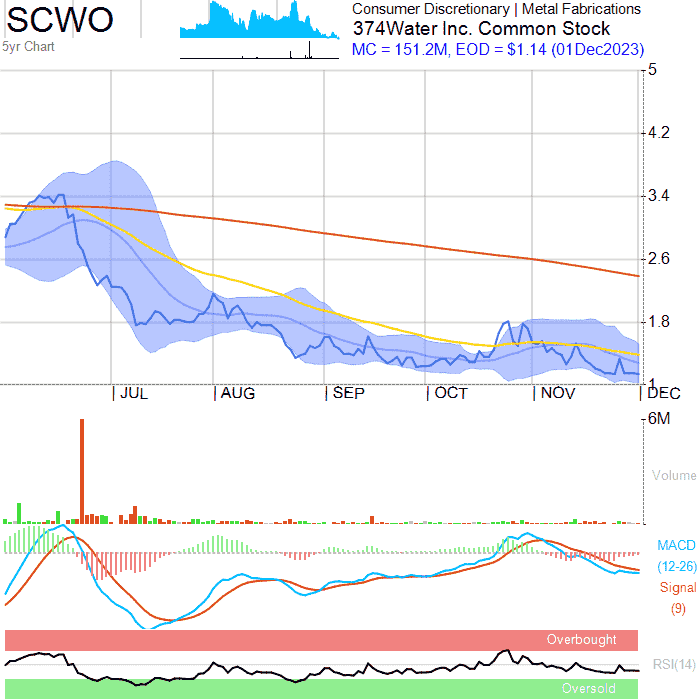 SCWO
5yr Chart
Consumer Discretionary | Metal Fabrications
374Water Inc. Common Stock
MC = 151.2M, EOD = $1.14 (01Dec2023)
5
4.2
3.4
2.6
1.8
1
JUL AUG SEP OCT NOV DEC
6M
Volume
MACD
(12-26)
Signal
(9)
Overbought
RSI(14)
Oversold